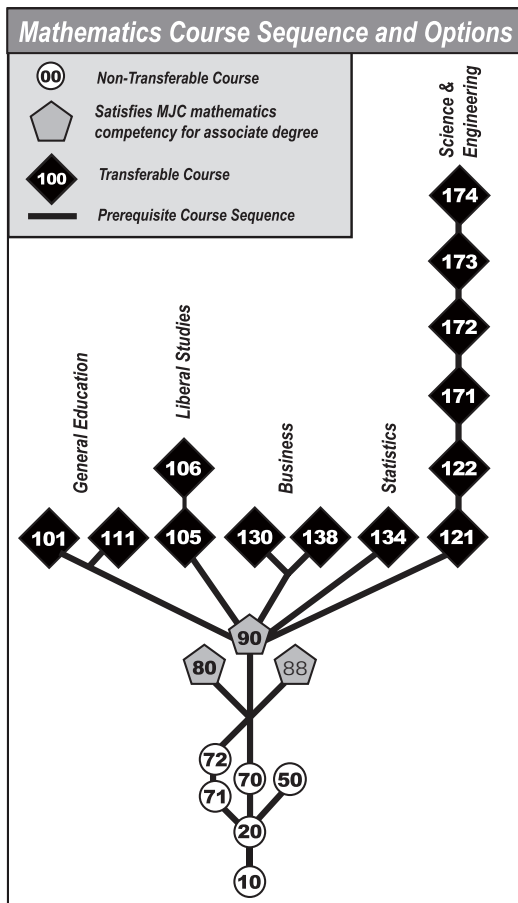 Mathematics Course Sequence and Options
00 Non-Transferable Course
Satisfies MJC mathematics
competency for associate degree
100 Transferable Course
Prerequisite Course Sequence
Science &
Engineering
174
173
172
171
General Education
Liberal Studies
Business
Statistics
106
122
101 111 105 130 138 134 121
90
80 88
72
70 50
71
20
10